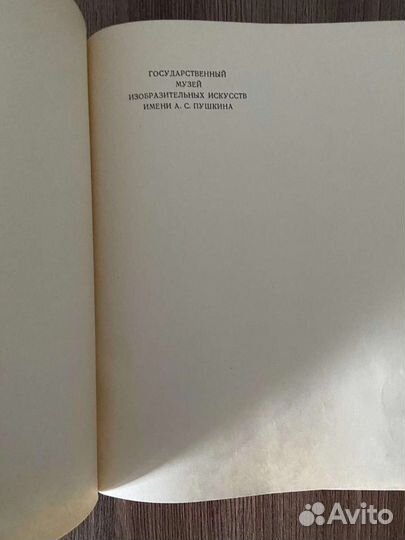 ГОСУДАРСТВЕННЫЙ
МУЗЕЙ
ИЗОБРАЗИТЕЛЬНЫХ ИСКУССТВ
ИМЕНИ А. С. ПУШКИНА
Avito